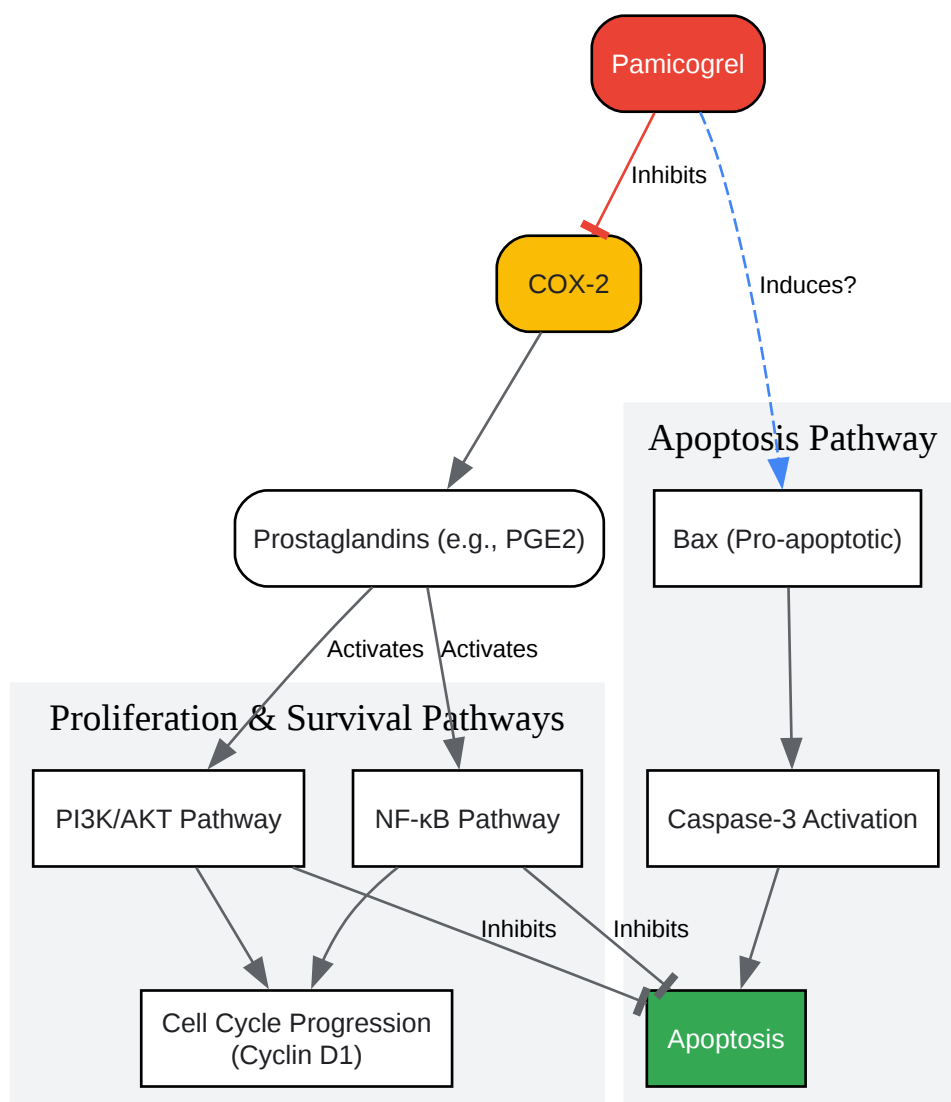 Pamicogrel
Inhibits
COX-2
Induces?
Apoptosis Pathway
Prostaglandins (e.g., PGE2)
Bax (Pro-apoptotic)
Activates
Activates
Proliferation & Survival Pathways
PI3K/AKT Pathway
NF-κB Pathway
Caspase-3 Activation
Inhibits
Inhibits
Cell Cycle Progression
(Cyclin D1)
Apoptosis